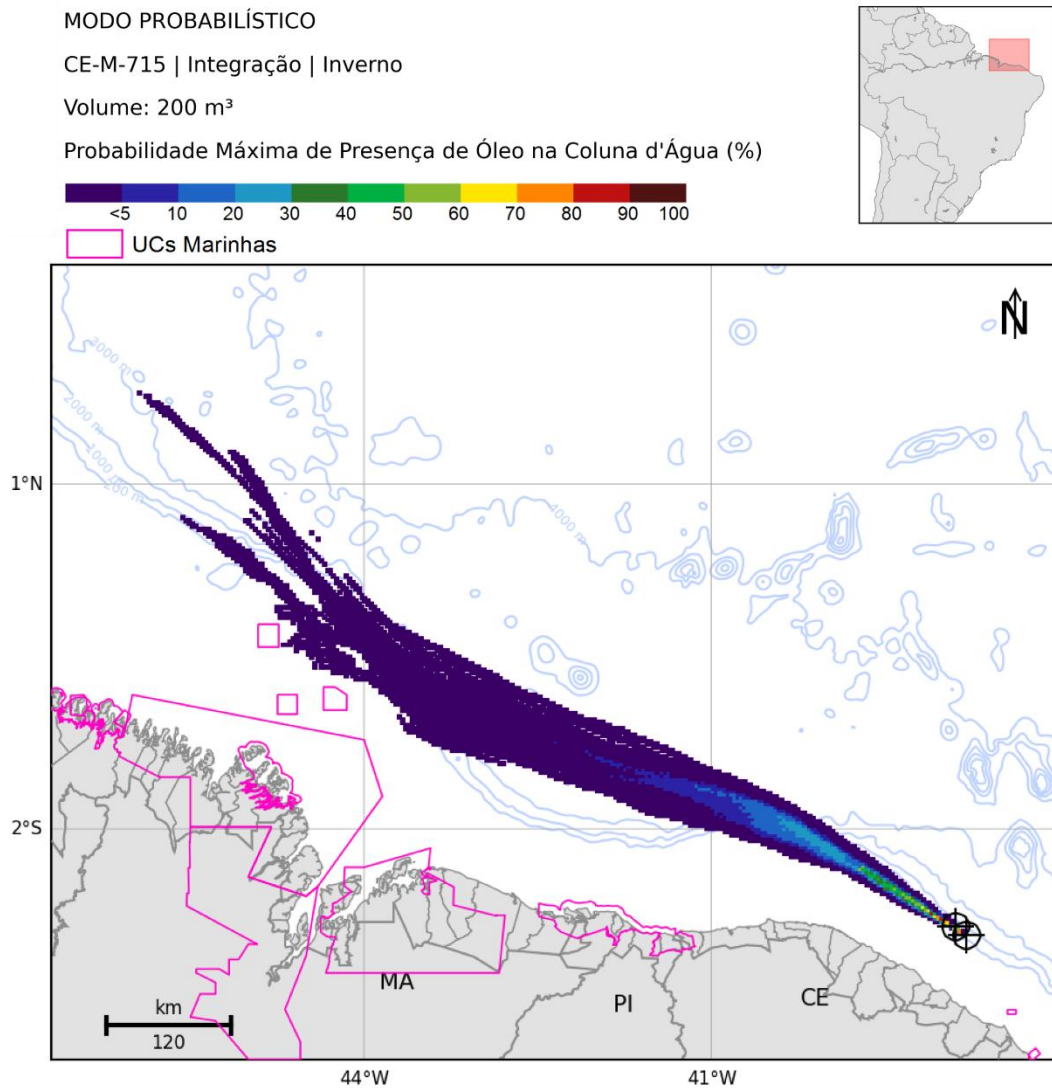 MODO PROBABILÍSTICO
CE-M-715 | Integração | Inverno
Volume: 200 m³
Probabilidade Máxima de Presença de Óleo na Coluna d'Água (%)
<5 10 20 30 40 50 60 70 80 90 100
UCs Marinhas
N
3000 m
2000 m
1000 m
200 m
4000 m
1°N
2°S
MA
PI
CE
km
120
44°W 41°W